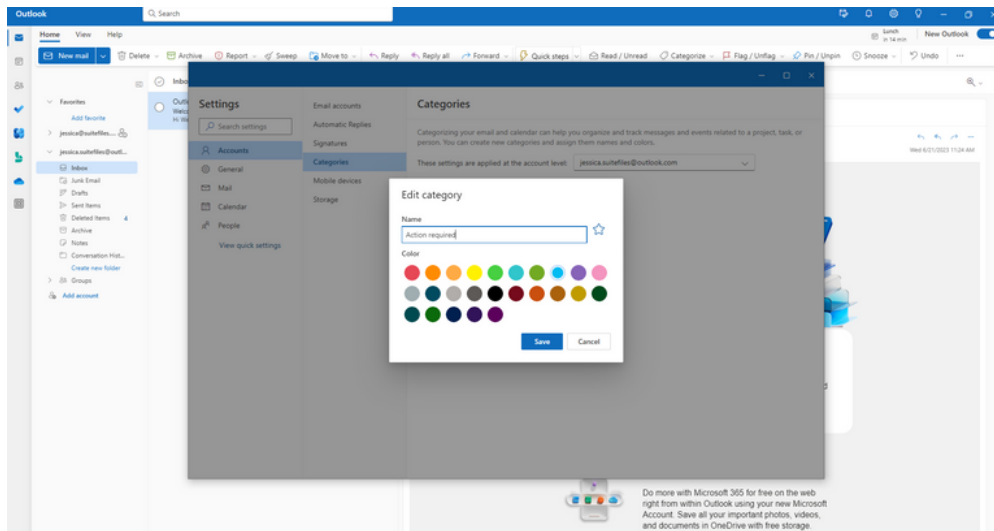 Outlook
Search
Home View Help
Lunch
in 14 min
New Outlook
New mail Delete Archive Report Sweep Move to Reply Reply all Forward Quick steps Read / Unread Categorize Flag / Unflag Pin / Unpin Snooze Undo
Favorites
Add favorite
jessica@suitefiles....
jessica.suitefiles@outl...
Inbox
Junk Email
Drafts
Sent Items
Deleted Items 4
Archive
Notes
Conversation Hist...
Create new folder
Groups
Add account
Settings
Search settings
Accounts
General
Mail
Calendar
People
View quick settings
Email accounts
Automatic Replies
Signatures
Categories
Mobile devices
Storage
Categories
Categorizing your email and calendar can help you organize and track messages and events related to a project, task, or
person. You can create new categories and assign them names and colors.
These settings are applied at the account level: jessica.suitefiles@outlook.com
Edit category
Name
Action required
Color
Save Cancel
Wed 6/21/2023 11:24 AM
Do more with Microsoft 365 for free on the web
right from within Outlook using your new Microsoft
Account. Save all your important photos, videos,
and documents in OneDrive with free storage.